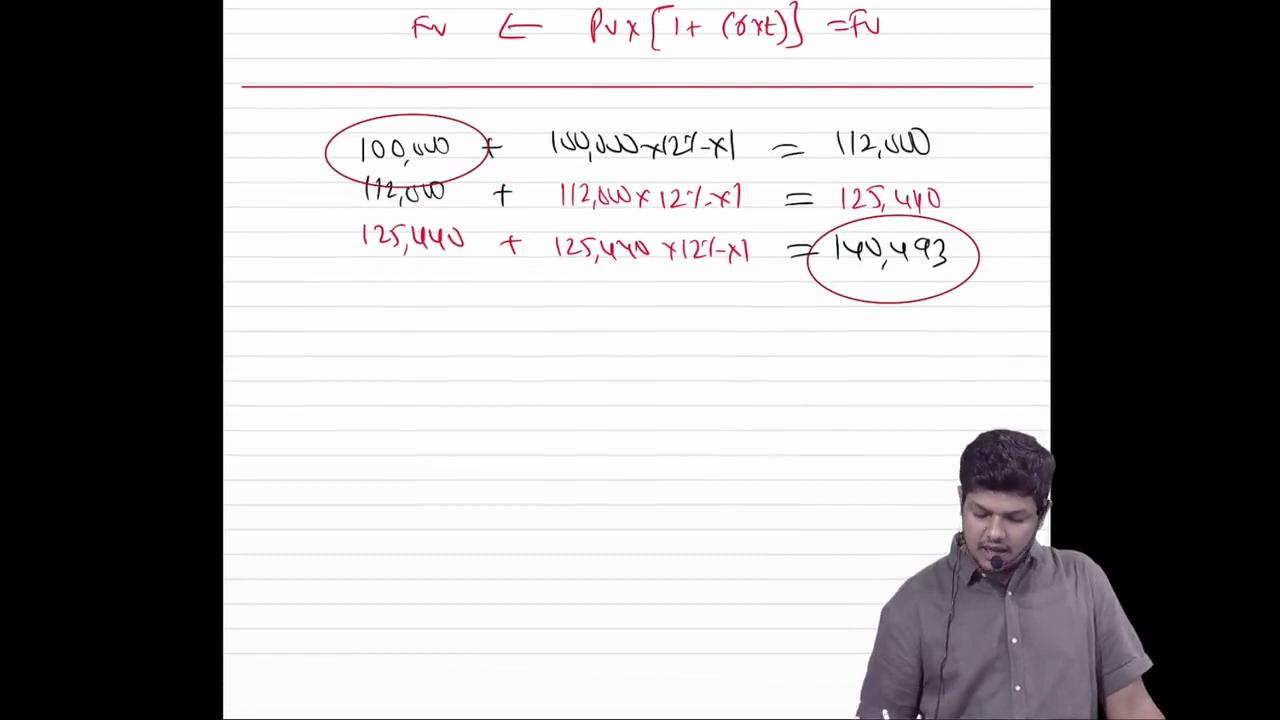 FV ← PV x [1 + (rxt)] = FV
100,000 + 100,000 x 12% x 1 = 112,000
112,000 + 112,000 x 12% x 1 = 125,440
125,440 + 125,440 x 12% x 1 = 140,493